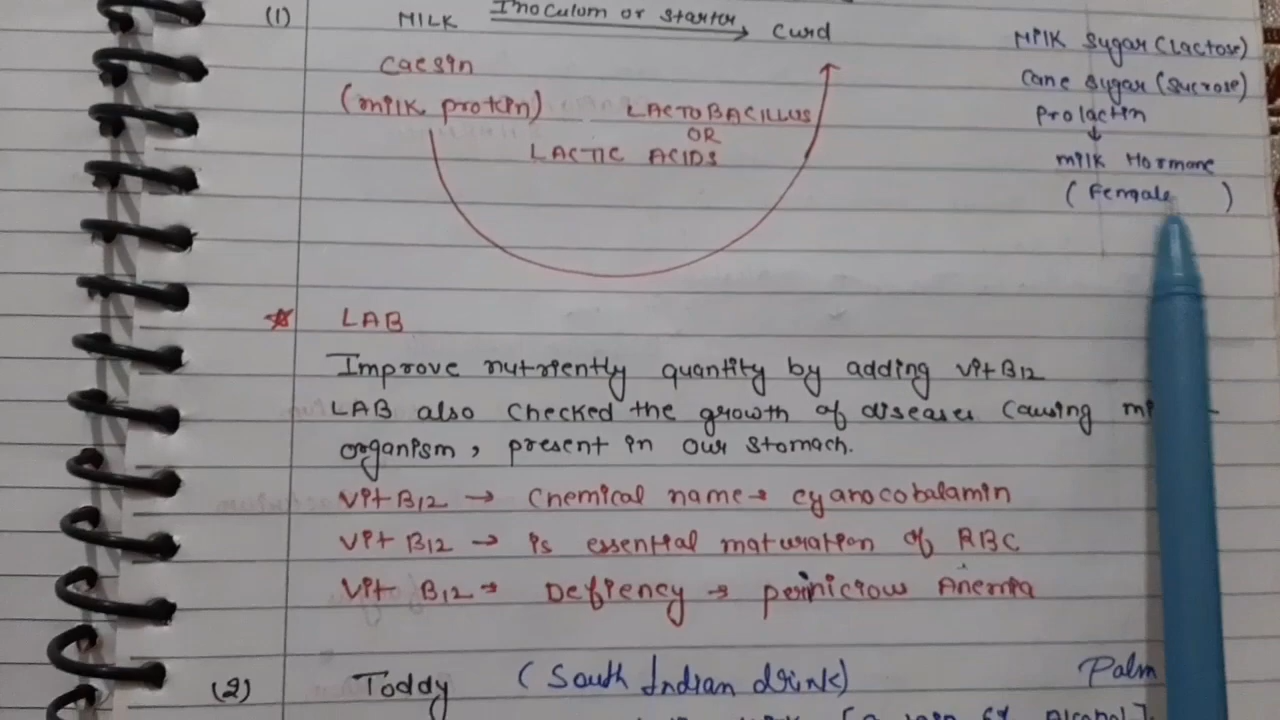 (1) MILK Inoculum or starter → Curd
caesin
(milk protein)
LACTOBACILLUS
OR
LACTIC ACIDS
Milk Sugar (Lactose)
Cane Sugar (Sucrose)
Prolactin
↓
milk Hormone
(Female )
☆ LAB
Improve nutriently quantity by adding Vit B12
LAB also checked the growth of diseases causing
organism, present in our stomach.
Vit B12 → Chemical name → cyanocobalamin
Vit B12 → is essential maturation of RBC
Vit B12 → Defiency → pernicious Anemia
(2) Toddy (South Indian drink) Palm